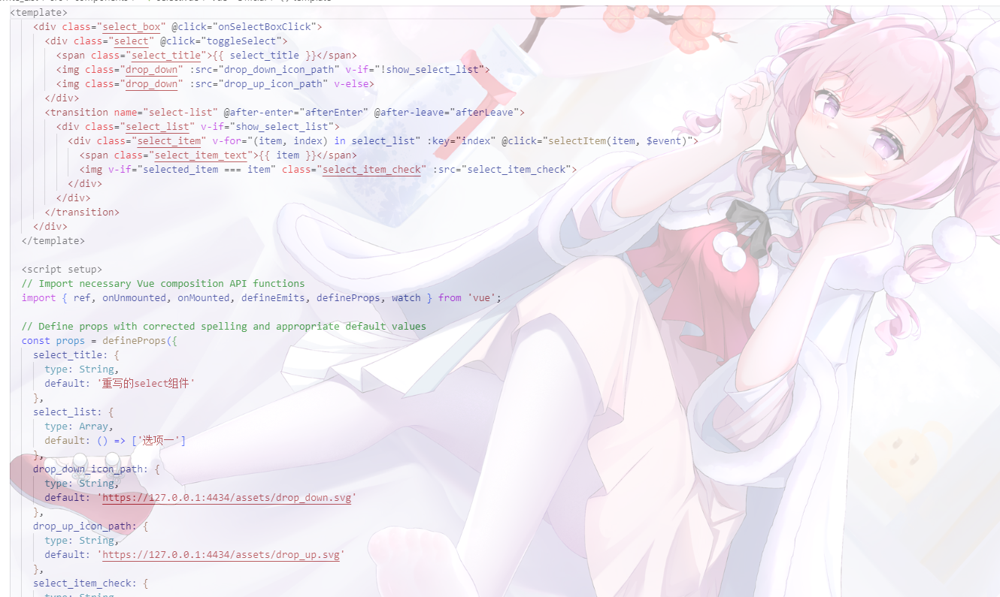 <template>
<div class="select_box" @click="onSelectBoxClick">
<div class="select" @click="toggleSelect">
<span class="select_title">{{ select_title }}</span>
<img class="drop_down" :src="drop_down_icon_path" v-if="!show_select_list">
<img class="drop_down" :src="drop_up_icon_path" v-else>
</div>
<transition name="select-list" @after-enter="afterEnter" @after-leave="afterLeave">
<div class="select_list" v-if="show_select_list">
<div class="select_item" v-for="(item, index) in select_list" :key="index" @click="selectItem(item, $event)">
<span class="select_item_text">{{ item }}</span>
<img v-if="selected_item === item" class="select_item_check" :src="select_item_check">
</div>
</div>
</transition>
</div>
</template>
<script setup>
// Import necessary Vue composition API functions
import { ref, onUnmounted, onMounted, defineEmits, defineProps, watch } from 'vue';
// Define props with corrected spelling and appropriate default values
const props = defineProps({
select_title: {
type: String,
default: '重写的select组件'
},
select_list: {
type: Array,
default: () => ['选项一']
},
drop_down_icon_path: {
type: String,
default: 'https://127.0.0.1:4434/assets/drop_down.svg'
},
drop_up_icon_path: {
type: String,
default: 'https://127.0.0.1:4434/assets/drop_up.svg'
},
select_item_check: {
type: String